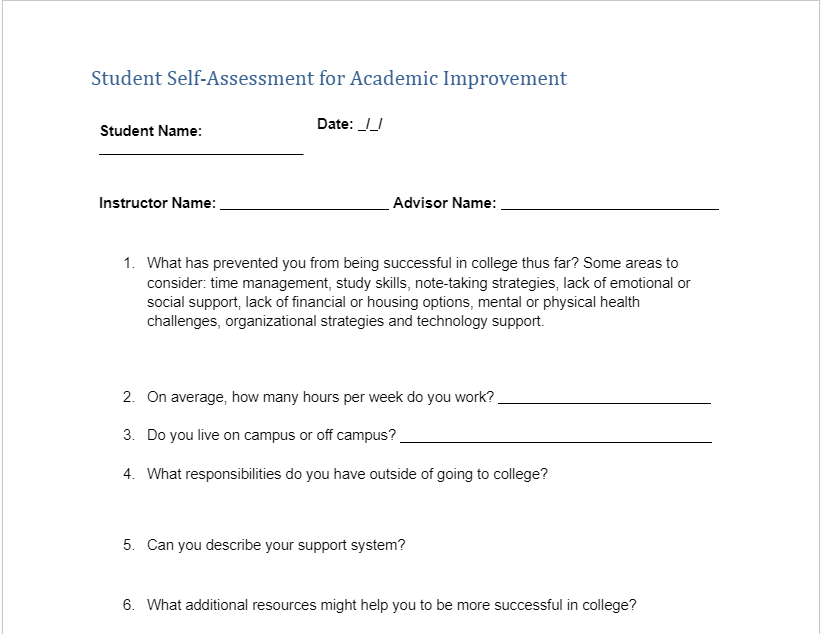 Student Self-Assessment for Academic Improvement
Student Name:
Date: _/_/
Instructor Name: _____________________ Advisor Name: ___________________________
1. What has prevented you from being successful in college thus far? Some areas to
consider: time management, study skills, note-taking strategies, lack of emotional or
social support, lack of financial or housing options, mental or physical health
challenges, organizational strategies and technology support.
2. On average, how many hours per week do you work? __________________________
3. Do you live on campus or off campus? ______________________________________
4. What responsibilities do you have outside of going to college?
5. Can you describe your support system?
6. What additional resources might help you to be more successful in college?